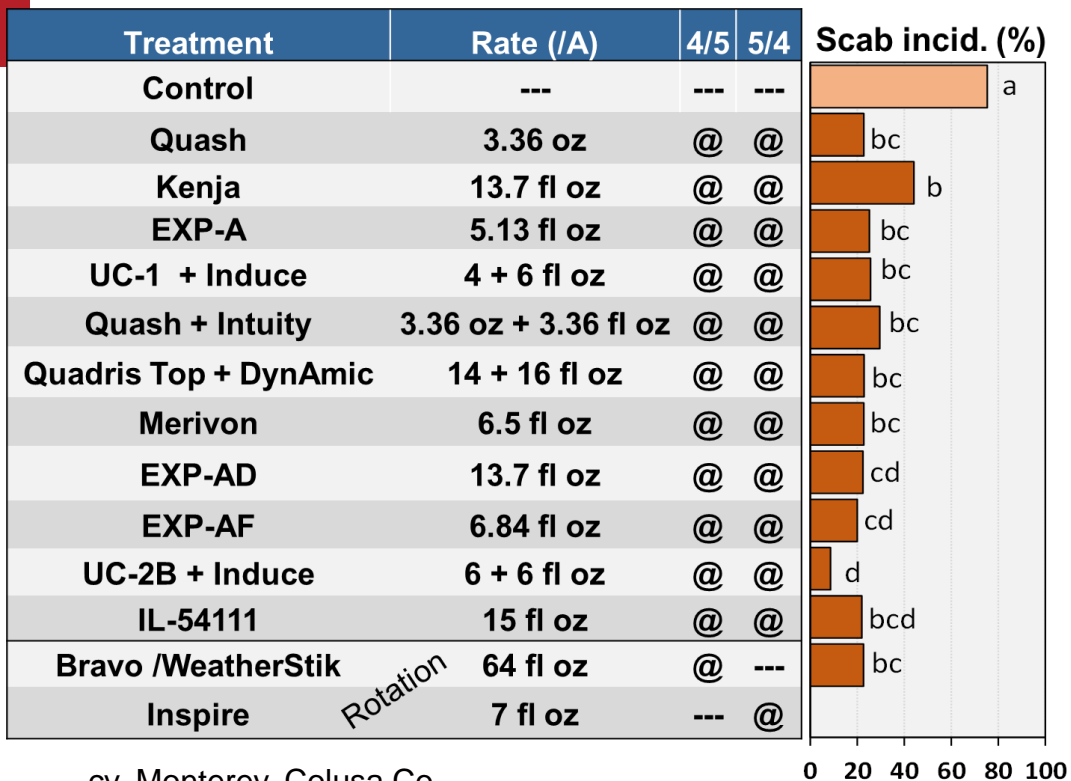 Treatment Rate (/A) 4/5 5/4 Scab incid. (%)
Control --- --- --- a
Quash 3.36 oz @ @ bc
Kenja 13.7 fl oz @ @ b
EXP-A 5.13 fl oz @ @ bc
UC-1 + Induce 4 + 6 fl oz @ @ bc
Quash + Intuity 3.36 oz + 3.36 fl oz @ @ bc
Quadris Top + DynAmic 14 + 16 fl oz @ @ bc
Merivon 6.5 fl oz @ @ bc
EXP-AD 13.7 fl oz @ @ cd
EXP-AF 6.84 fl oz @ @ cd
UC-2B + Induce 6 + 6 fl oz @ @ d
IL-54111 15 fl oz @ @ bcd
Bravo /WeatherStik 64 fl oz @ --- bc
Rotation
Inspire 7 fl oz --- @
0 20 40 60 80 100
cv. Monterey, Colusa Co.